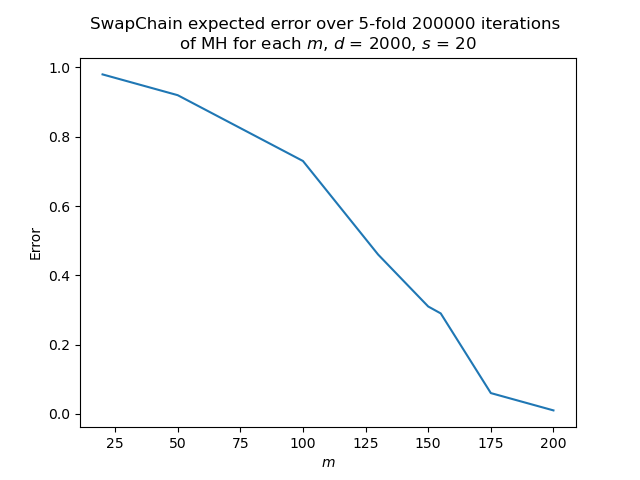 SwapChain expected error over 5-fold 200000 iterations
of MH for each m, d = 2000, s = 20
1.0
0.8
0.6
0.4
0.2
0.0
Error
25 50 75 100 125 150 175 200
m